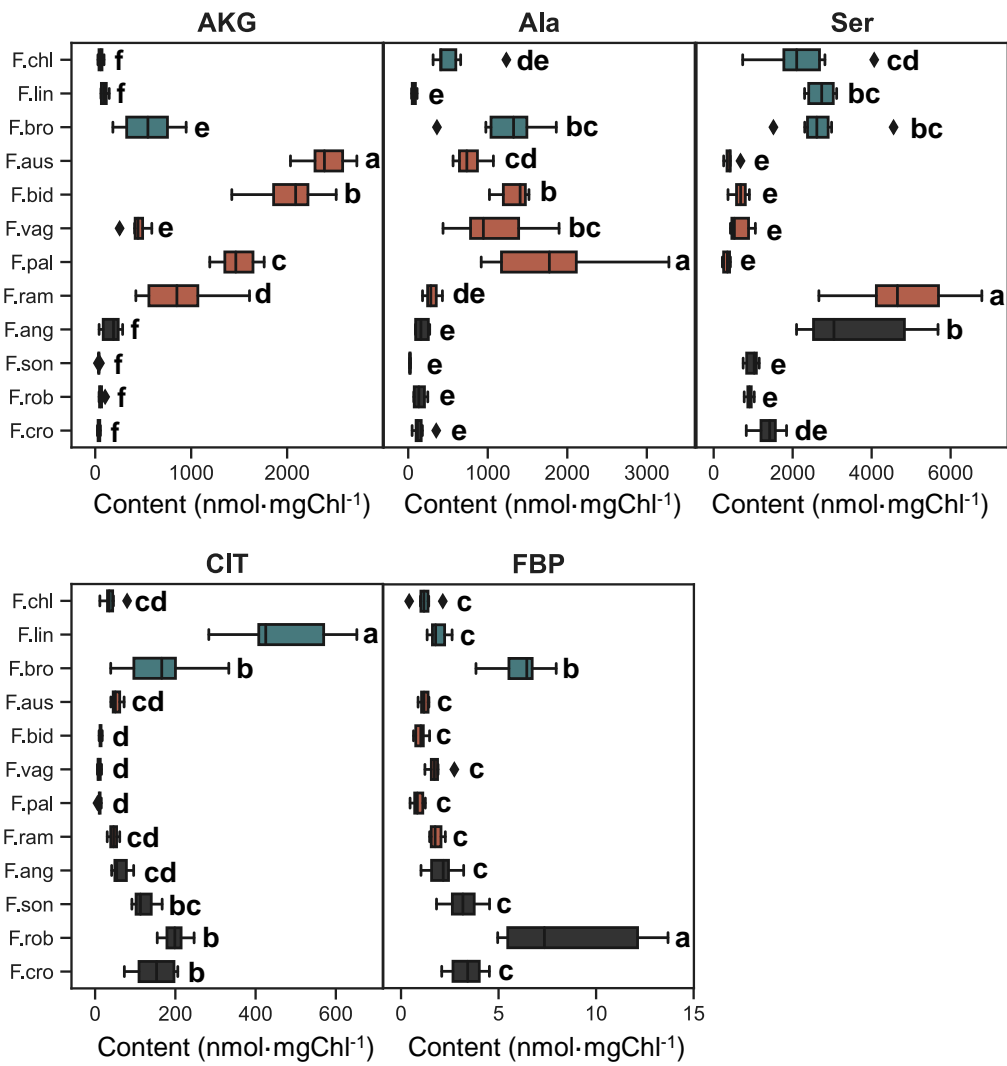 AKG Ala Ser
F.chl f de cd
F.lin f e bc
F.bro e bc bc
F.aus a cd e
F.bid b b e
F.vag e bc e
F.pal c a e
F.ram d de a
F.ang f e b
F.son f e e
F.rob f e e
F.cro f e de
0 1000 2000 0 1000 2000 3000 0 2000 4000 6000
Content (nmol·mgChl⁻¹) Content (nmol·mgChl⁻¹) Content (nmol·mgChl⁻¹)
CIT FBP
F.chl cd c
F.lin a c
F.bro b b
F.aus cd c
F.bid d c
F.vag d c
F.pal d c
F.ram cd c
F.ang cd c
F.son bc c
F.rob b a
F.cro b c
0 200 400 600 0 5 10 15
Content (nmol·mgChl⁻¹) Content (nmol·mgChl⁻¹)